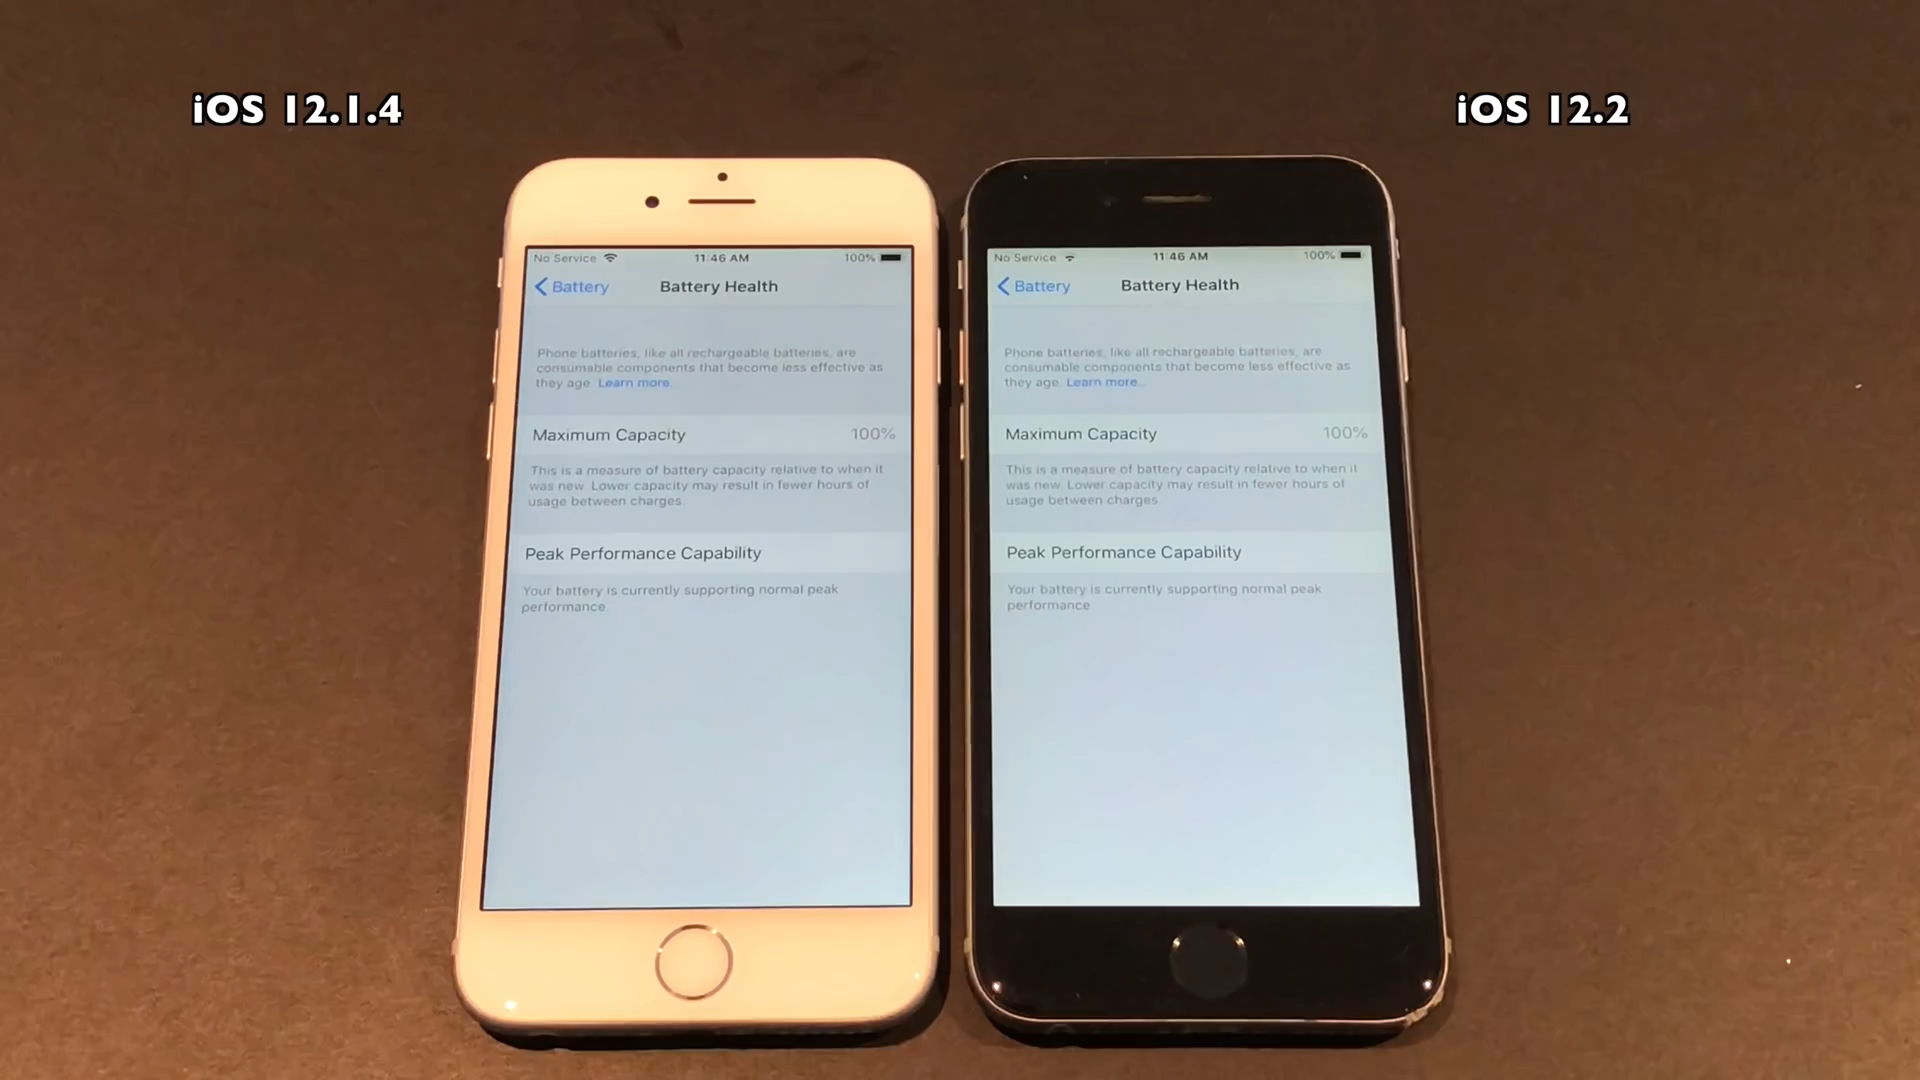 iOS 12.1.4
iOS 12.2
No Service 11:46 AM 100%
Battery Battery Health
Phone batteries, like all rechargeable batteries, are
consumable components that become less effective as
they age. Learn more...
Maximum Capacity 100%
This is a measure of battery capacity relative to when it
was new. Lower capacity may result in fewer hours of
usage between charges.
Peak Performance Capability
Your battery is currently supporting normal peak
performance.
No Service 11:46 AM 100%
Battery Battery Health
Phone batteries, like all rechargeable batteries, are
consumable components that become less effective as
they age. Learn more...
Maximum Capacity 100%
This is a measure of battery capacity relative to when it
was new. Lower capacity may result in fewer hours of
usage between charges.
Peak Performance Capability
Your battery is currently supporting normal peak
performance.